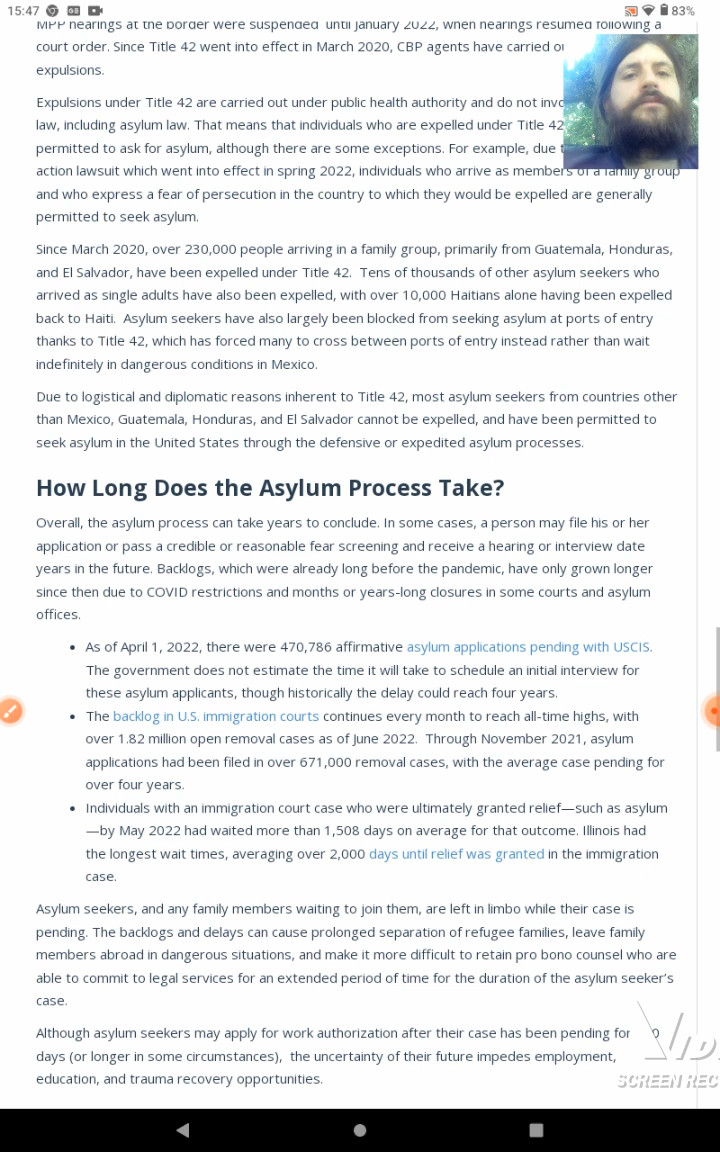 15:47
83%
MPP hearings at the border were suspended until January 2022, when hearings resumed following a
court order. Since Title 42 went into effect in March 2020, CBP agents have carried
expulsions.
Expulsions under Title 42 are carried out under public health authority and do not
law, including asylum law. That means that individuals who are expelled under Title 42
permitted to ask for asylum, although there are some exceptions. For example, due
action lawsuit which went into effect in spring 2022, individuals who arrive as members of a family group
and who express a fear of persecution in the country to which they would be expelled are generally
permitted to seek asylum.
Since March 2020, over 230,000 people arriving in a family group, primarily from Guatemala, Honduras,
and El Salvador, have been expelled under Title 42. Tens of thousands of other asylum seekers who
arrived as single adults have also been expelled, with over 10,000 Haitians alone having been expelled
back to Haiti. Asylum seekers have also largely been blocked from seeking asylum at ports of entry
thanks to Title 42, which has forced many to cross between ports of entry instead rather than wait
indefinitely in dangerous conditions in Mexico.
Due to logistical and diplomatic reasons inherent to Title 42, most asylum seekers from countries other
than Mexico, Guatemala, Honduras, and El Salvador cannot be expelled, and have been permitted to
seek asylum in the United States through the defensive or expedited asylum processes.
How Long Does the Asylum Process Take?
Overall, the asylum process can take years to conclude. In some cases, a person may file his or her
application or pass a credible or reasonable fear screening and receive a hearing or interview date
years in the future. Backlogs, which were already long before the pandemic, have only grown longer
since then due to COVID restrictions and months or years-long closures in some courts and asylum
offices.
• As of April 1, 2022, there were 470,786 affirmative asylum applications pending with USCIS.
The government does not estimate the time it will take to schedule an initial interview for
these asylum applicants, though historically the delay could reach four years.
• The backlog in U.S. immigration courts continues every month to reach all-time highs, with
over 1.82 million open removal cases as of June 2022. Through November 2021, asylum
applications had been filed in over 671,000 removal cases, with the average case pending for
over four years.
• Individuals with an immigration court case who were ultimately granted relief—such as asylum
—by May 2022 had waited more than 1,508 days on average for that outcome. Illinois had
the longest wait times, averaging over 2,000 days until relief was granted in the immigration
case.
Asylum seekers, and any family members waiting to join them, are left in limbo while their case is
pending. The backlogs and delays can cause prolonged separation of refugee families, leave family
members abroad in dangerous situations, and make it more difficult to retain pro bono counsel who are
able to commit to legal services for an extended period of time for the duration of the asylum seeker's
case.
Although asylum seekers may apply for work authorization after their case has been pending for
days (or longer in some circumstances), the uncertainty of their future impedes employment,
education, and trauma recovery opportunities.
SCREEN REC